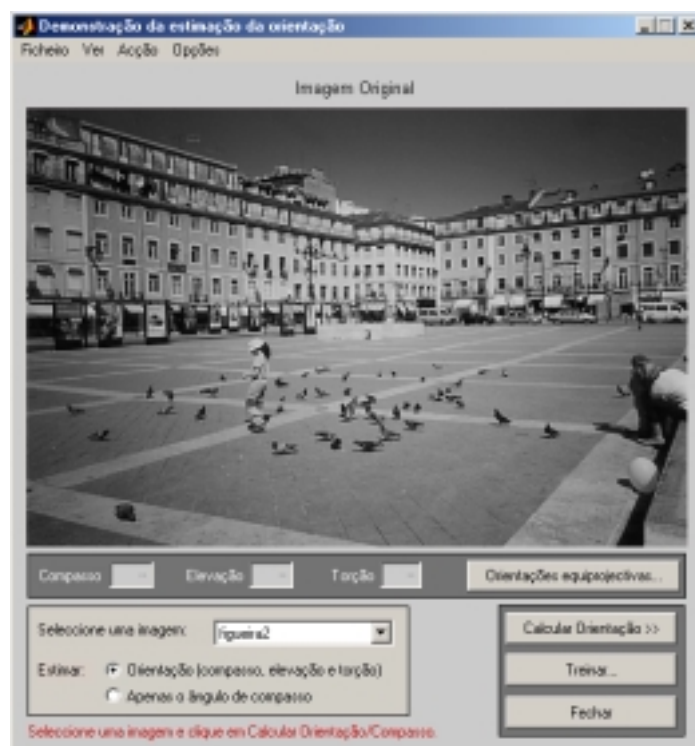 Demonstração da estimação da orientação
Ficheiro Ver Acção Opções
Imagem Original
Compasso Elevação Torção Orientações equiprojectivas...
Seleccione uma imagem: figueira2
Estimar: Orientação (compasso, elevação e torção)
Apenas o ângulo de compasso
Calcular Orientação >>
Treinar...
Fechar
Seleccione uma imagem e clique em Calcular Orientação/Compasso.